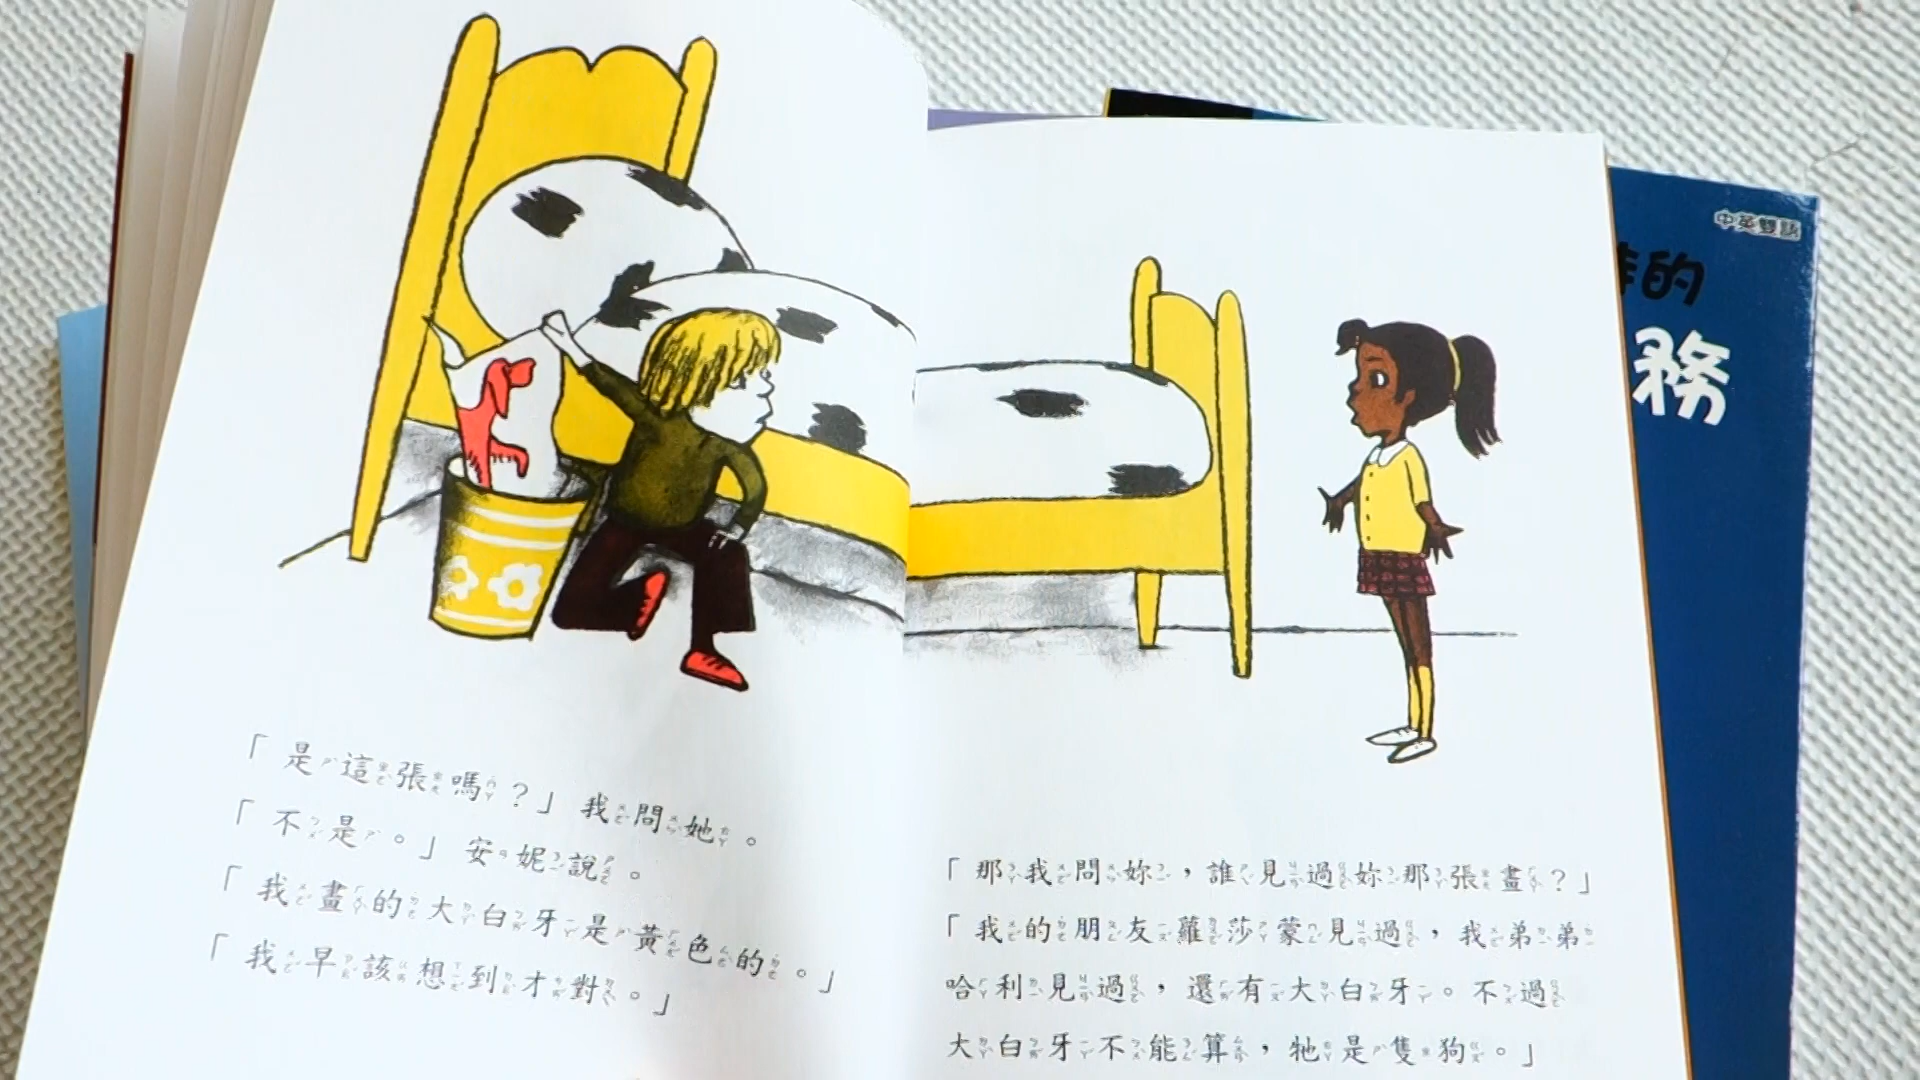 「是這張嗎？」我問她。
「不是。」安妮說。
「我畫的大白牙是黃色的。」
「我早該想到才對。」
「那我問妳，誰見過妳那張畫？」
「我的朋友蘿莎蒙見過，我弟弟
哈利見過，還有大白牙。不過
大白牙不能算，牠是隻狗。」
中英雙語
的
務